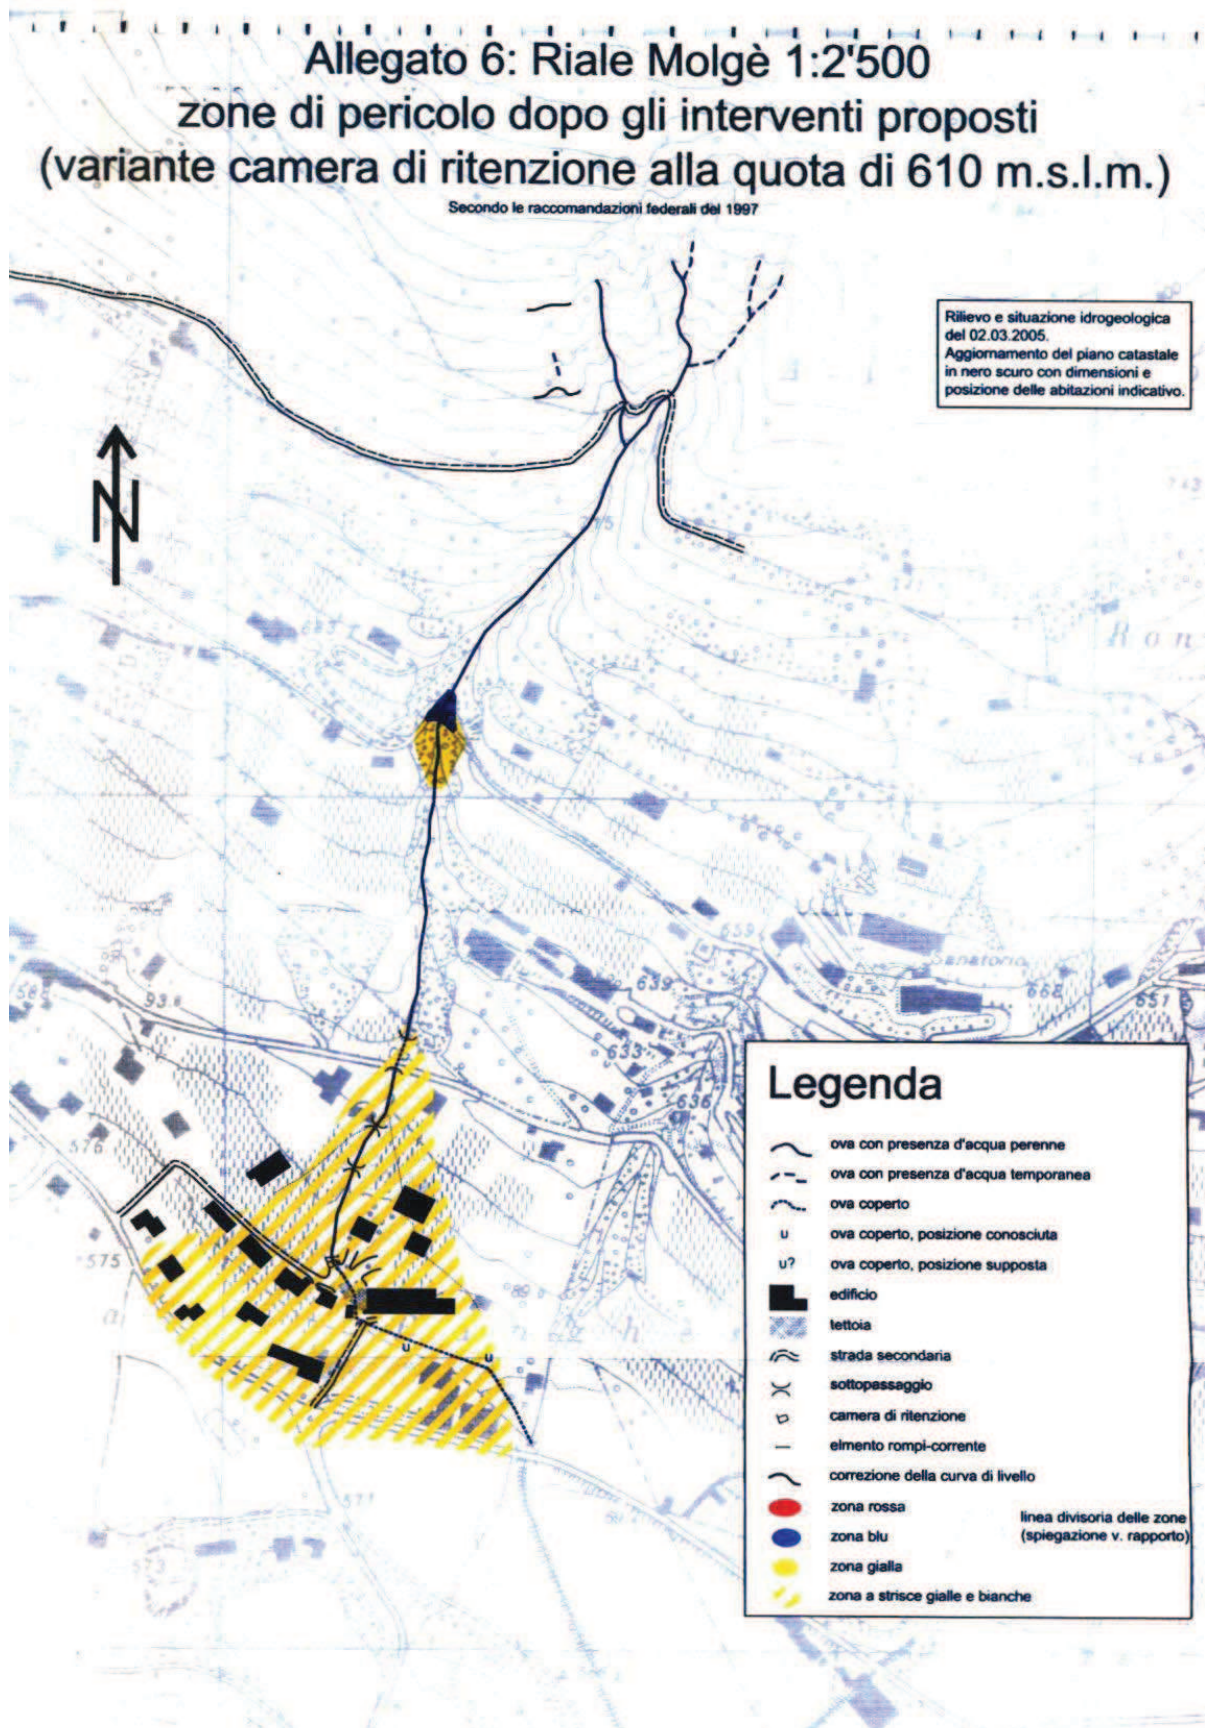 Allegato 6: Riale Molgè 1:2'500
zone di pericolo dopo gli interventi proposti
(variante camera di ritenzione alla quota di 610 m.s.l.m.)
Secondo le raccomandazioni federali del 1997
Rilievo e situazione idrogeologica
del 02.03.2005.
Aggiornamento del piano catastale
in nero scuro con dimensioni e
posizione delle abitazioni indicativo.
N
R o n
659
Sanatorio
639
668
651
633
636
93
576
575
89
u
u
571
Legenda
ova con presenza d'acqua perenne
ova con presenza d'acqua temporanea
ova coperto
u ova coperto, posizione conosciuta
u? ova coperto, posizione supposta
edificio
tettoia
strada secondaria
sottopassaggio
camera di ritenzione
elmento rompi-corrente
correzione della curva di livello
zona rossa
zona blu
zona gialla
zona a strisce gialle e bianche
linea divisoria delle zone
(spiegazione v. rapporto)